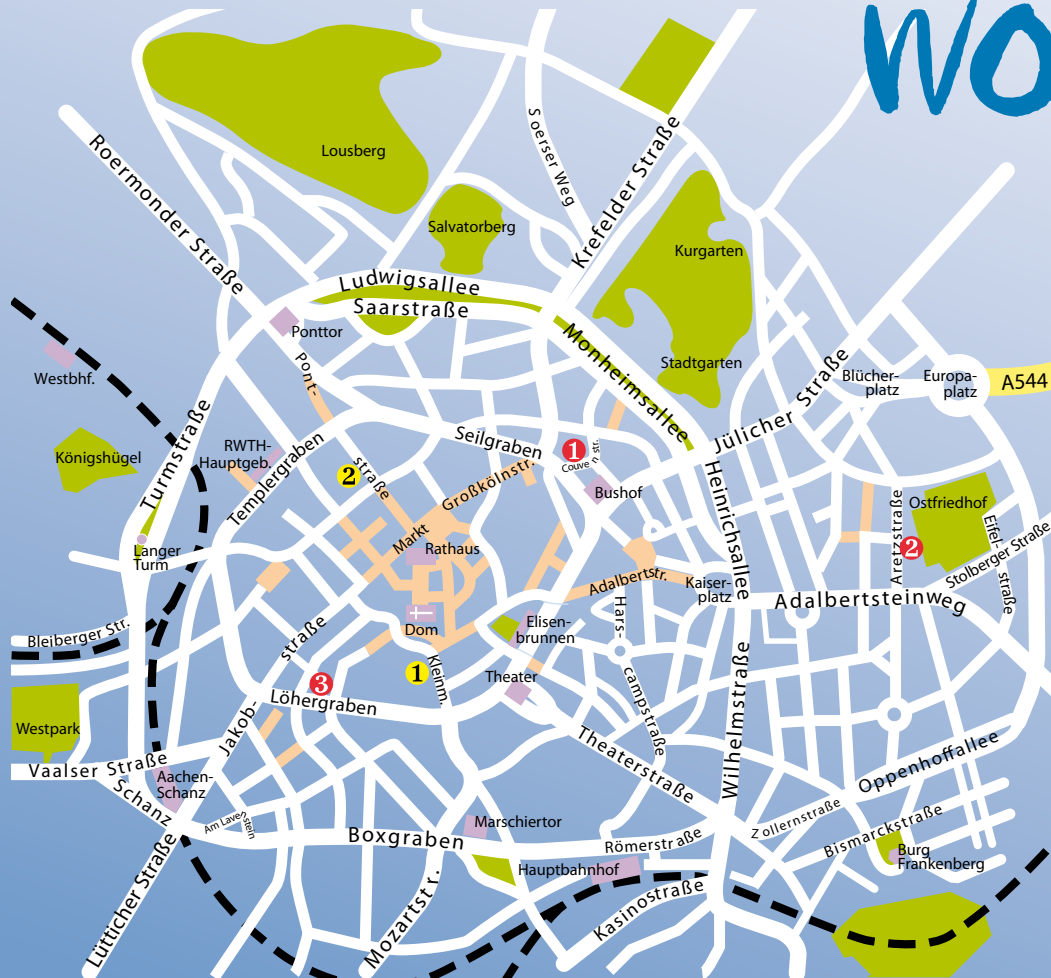 WO
Lousberg
Soerser Weg
Krefelder Straße
Roermonder Straße
Salvatorberg
Kurgarten
Ludwigsallee
Saarstraße
Ponttor
Monheimsallee
Stadtgarten
Westbhf.
Pont-
straße
Jülicher Straße
Blücher-
platz
Europa-
platz
A544
Turmstraße
Königshügel
RWTH-
Hauptgeb.
Templergraben
2
Seilgraben
1
Couvenstr.
Großkölnstr.
Bushof
Heinrichsallee
Ostfriedhof
Aretzstraße
2
Eifel-
straße
Stolberger Straße
Langer
Turm
Markt
Rathaus
Adalbertstr.
Kaiser-
platz
Adalbertsteinweg
Dom
Elisen-
brunnen
Hars-
campstraße
Bleiberger Str.
Jakob-
straße
3
1
Kleinm.
Theater
Löhergraben
Wilhelmstraße
Westpark
Theaterstraße
Vaalser Straße
Aachen-
Schanz
Schanz
Oppenhoffallee
Zollernstraße
Bismarckstraße
Am Lavenstein
Boxgraben
Marschiertor
Römerstraße
Burg
Frankenberg
Hauptbahnhof
Kasinostraße
Lütticher Straße
Mozartstr.